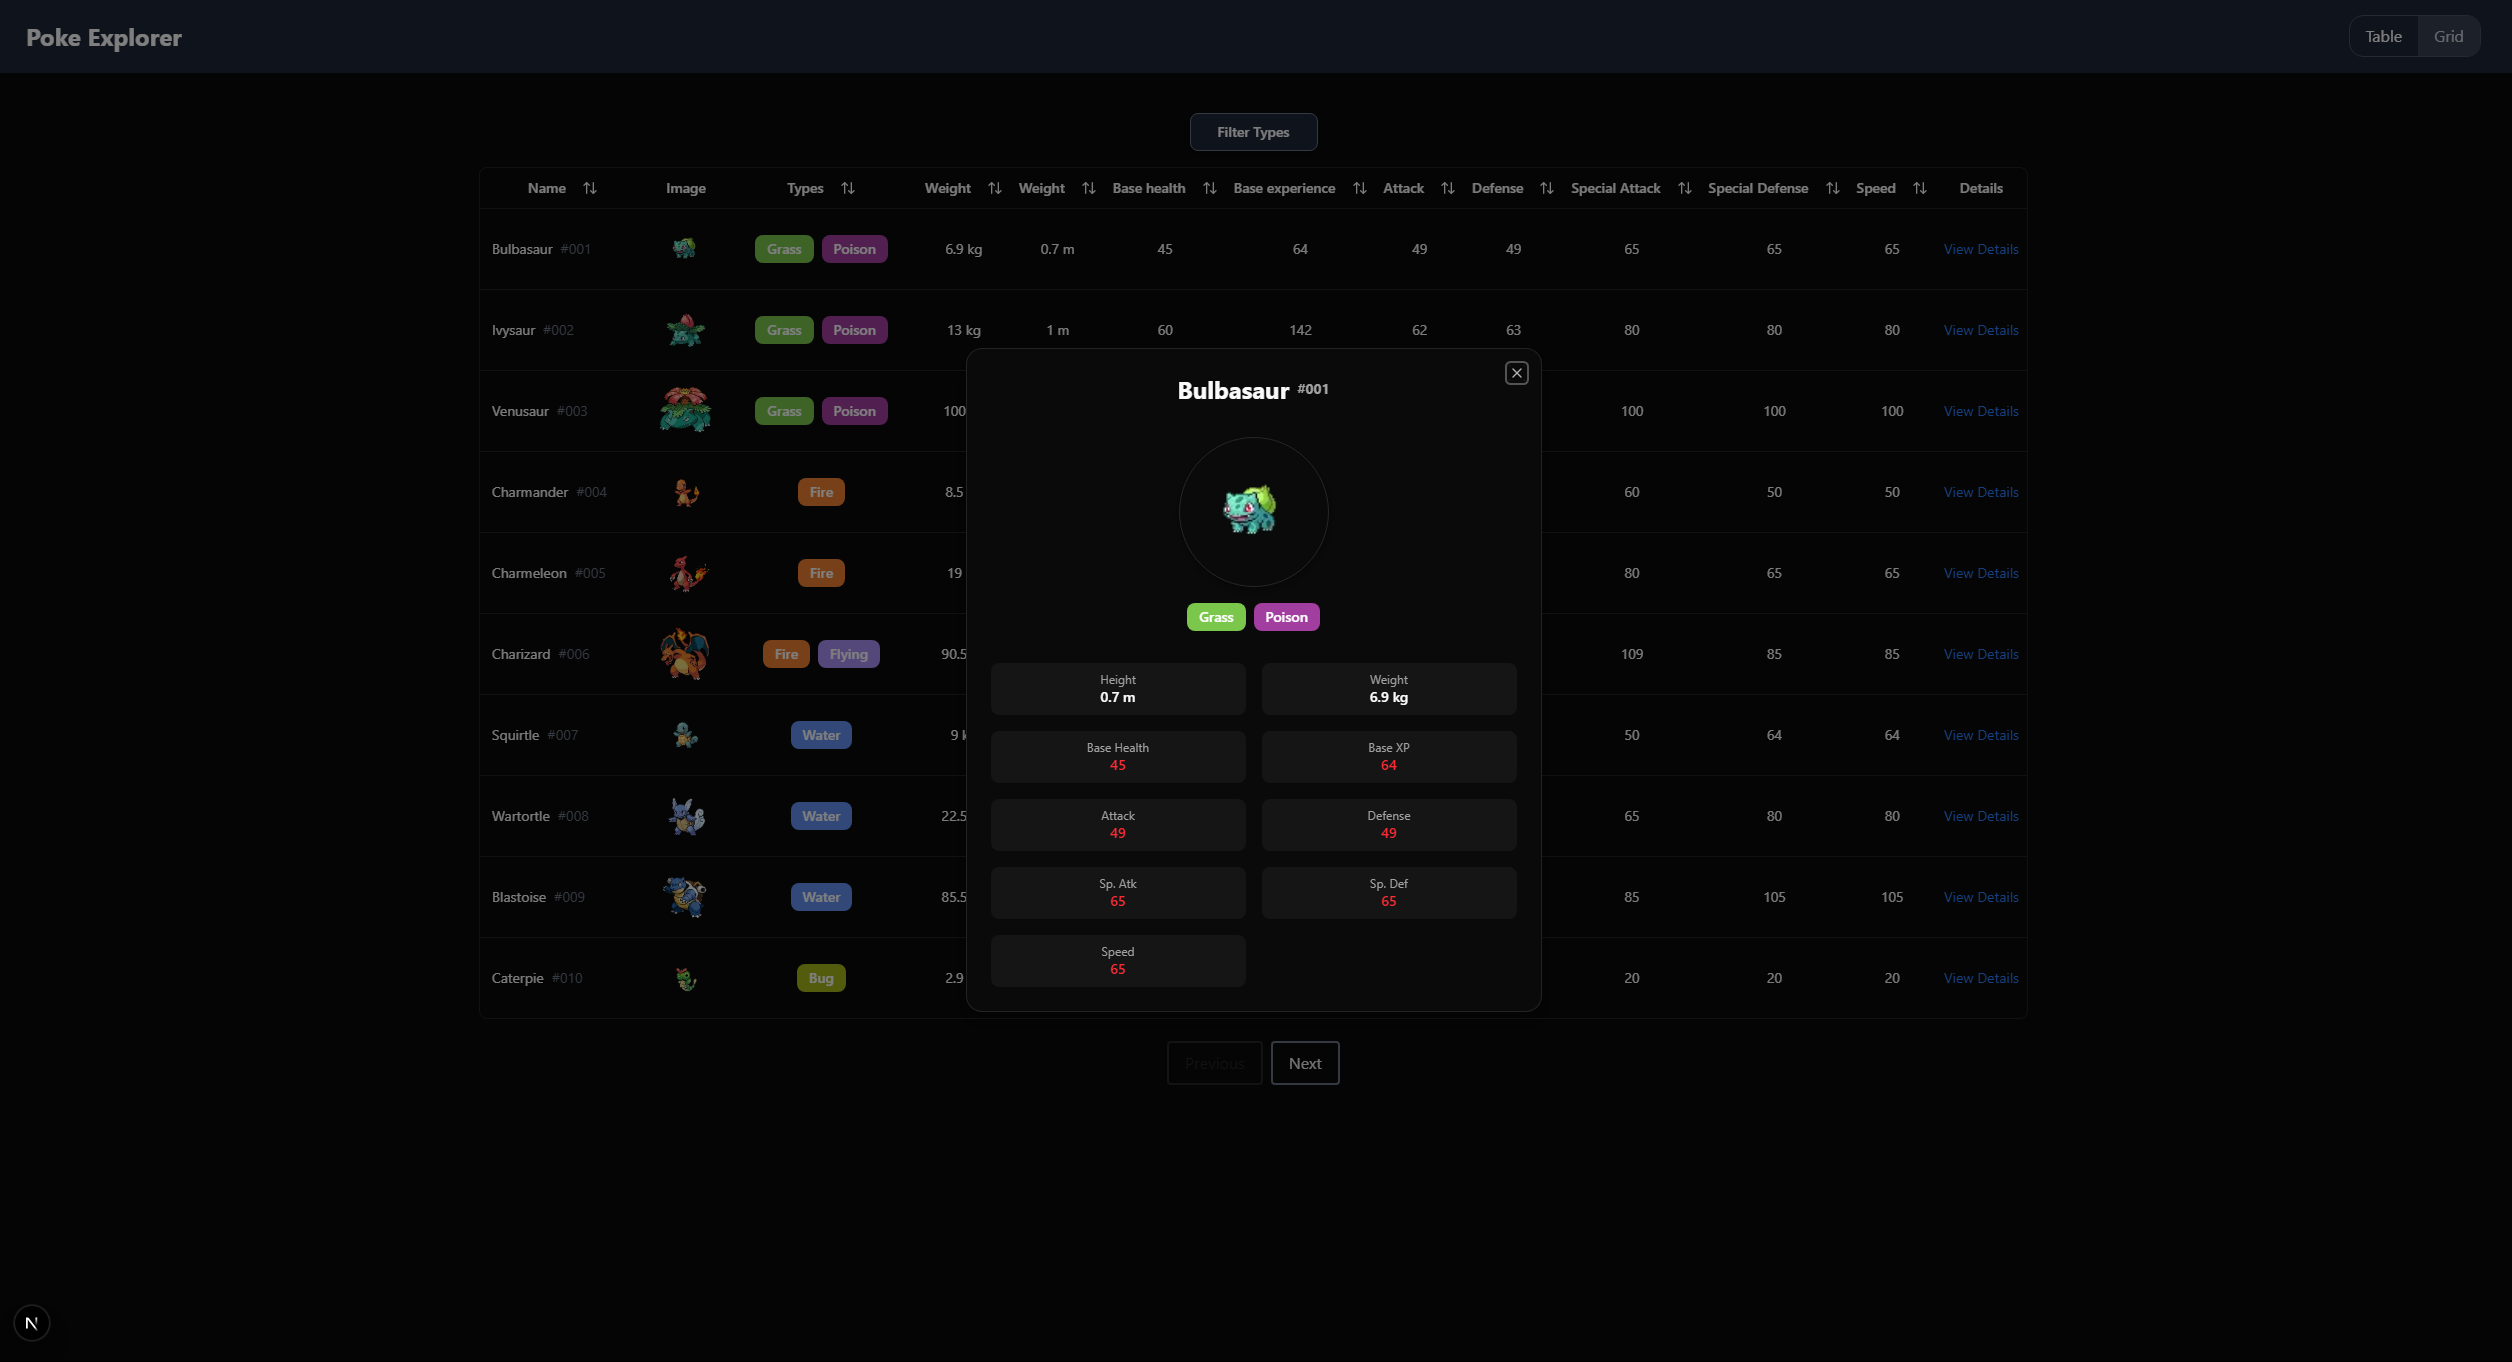 Poke Explorer
Table Grid
Filter Types
Name Image Types Weight Weight Base health Base experience Attack Defense Special Attack Special Defense Speed Details
Bulbasaur #001 Grass Poison 6.9 kg 0.7 m 45 64 49 49 65 65 65 View Details
Ivysaur #002 Grass Poison 13 kg 1 m 60 142 62 63 80 80 80 View Details
Venusaur #003 Grass Poison 100 100 100 100 View Details
Charmander #004 Fire 8.5 60 50 50 View Details
Charmeleon #005 Fire 19 80 65 65 View Details
Charizard #006 Fire Flying 90.5 109 85 85 View Details
Squirtle #007 Water 9 k 50 64 64 View Details
Wartortle #008 Water 22.5 65 80 80 View Details
Blastoise #009 Water 85.5 85 105 105 View Details
Caterpie #010 Bug 2.9 20 20 20 View Details
Bulbasaur #001
Grass Poison
Height Weight
0.7 m 6.9 kg
Base Health Base XP
45 64
Attack Defense
49 49
Sp. Atk Sp. Def
65 65
Speed
65
Previous Next
N